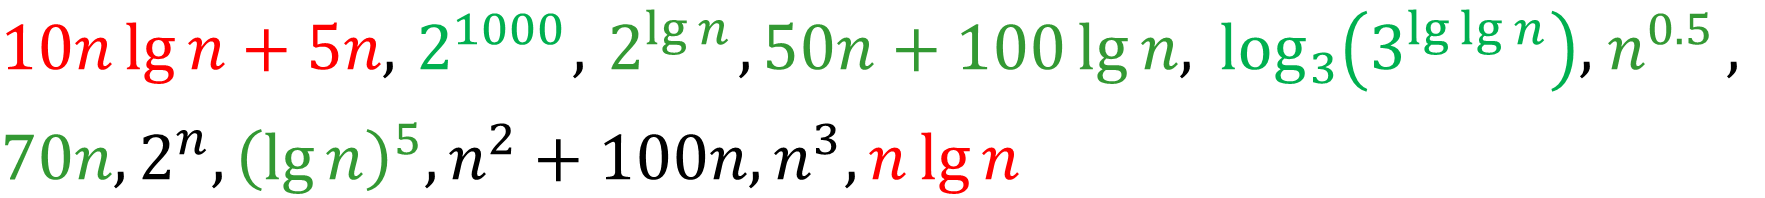 10n lg n + 5n, 2^1000, 2^(lg n), 50n + 100 lg n, log₃(3^(lg lg n)), n^0.5,
70n, 2^n, (lg n)^5, n^2 + 100n, n^3, n lg n